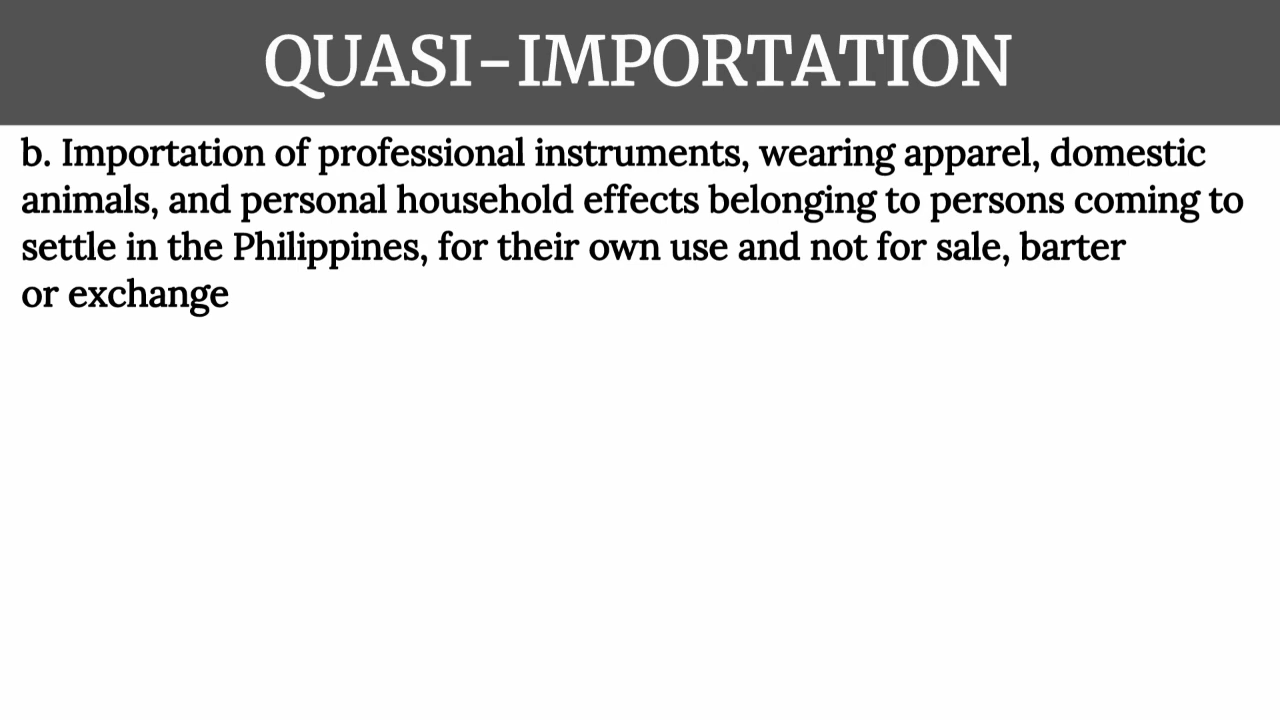 QUASI-IMPORTATION
b. Importation of professional instruments, wearing apparel, domestic
animals, and personal household effects belonging to persons coming to
settle in the Philippines, for their own use and not for sale, barter
or exchange